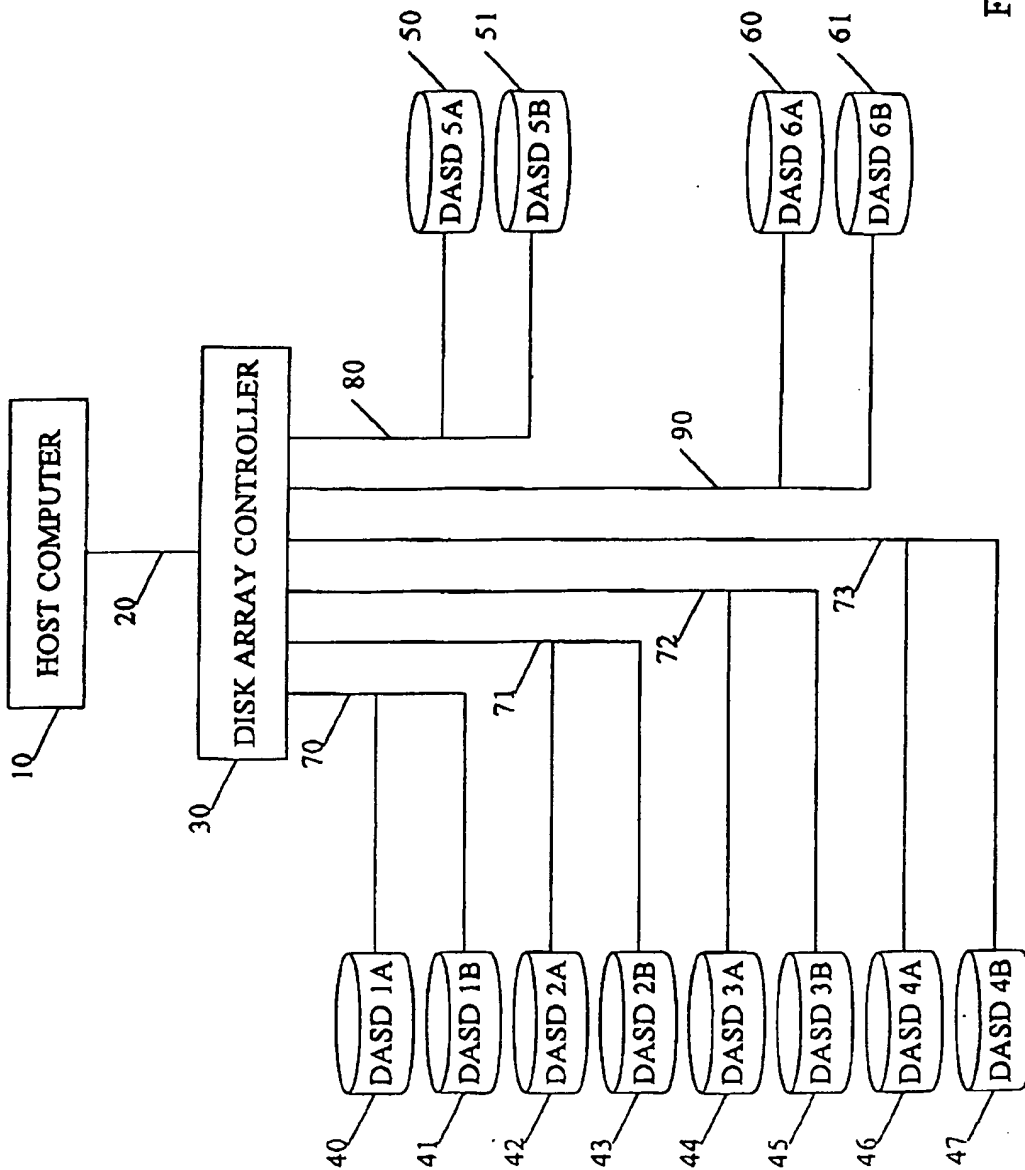 HOST COMPUTER
10
20
DISK ARRAY CONTROLLER
30
70
80
40
DASD 1A
DASD 5A
50
41
DASD 1B
DASD 5B
51
71
42
DASD 2A
43
DASD 2B
72
90
44
DASD 3A
DASD 6A
60
45
DASD 3B
DASD 6B
61
73
46
DASD 4A
47
DASD 4B
F